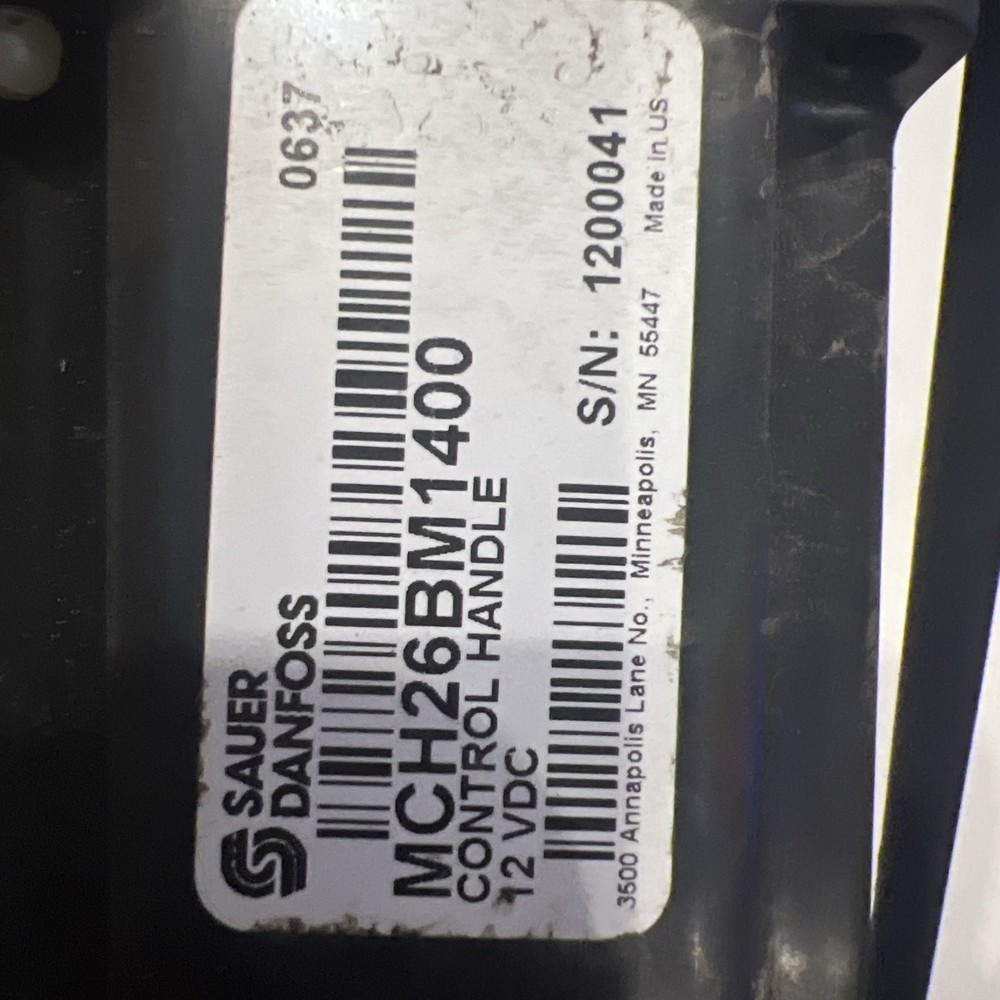 SAUER
DANFOSS
0637
MCH26BM1400
CONTROL HANDLE
12 VDC
S/N: 1200041
3500 Annapolis Lane No., Minneapolis, MN 55447 Made in US